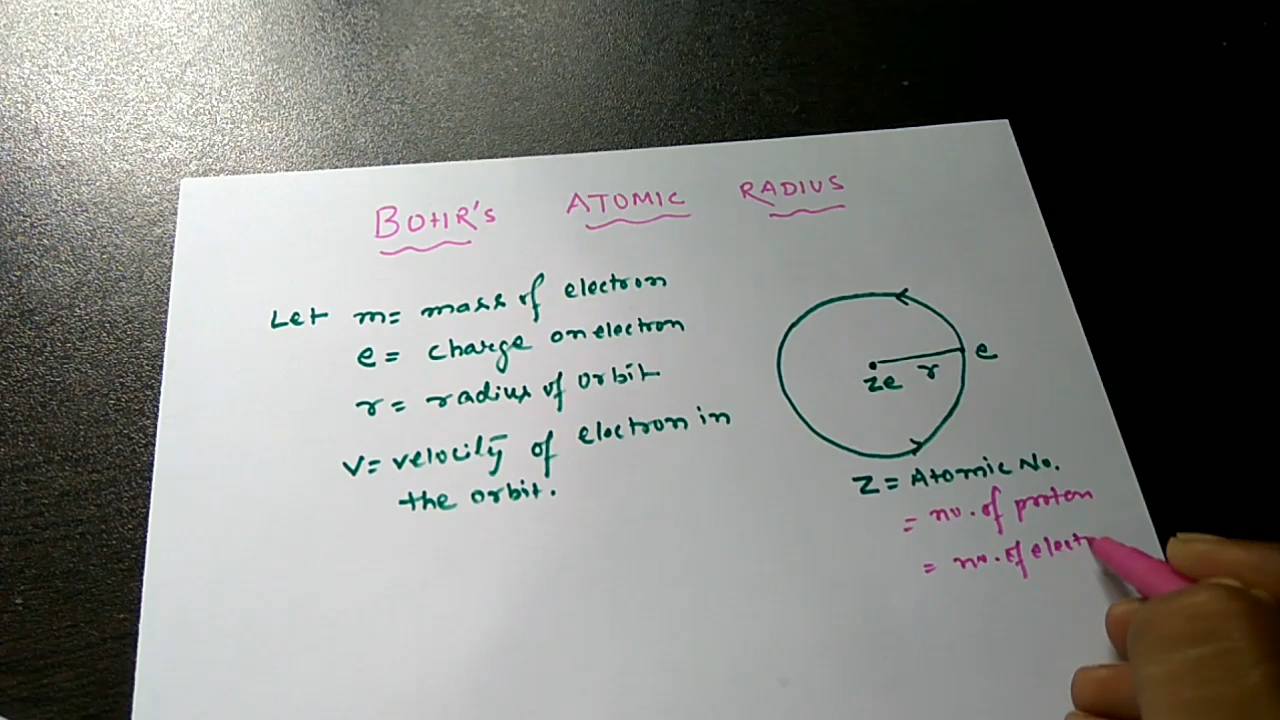 BOHR's ATOMIC RADIUS
Let m= mass of electron
e= charge on electron
r= radius of orbit
v= velocity of electron in
the orbit.
e
ze r
Z= Atomic No.
= no. of proton
= no. of elect